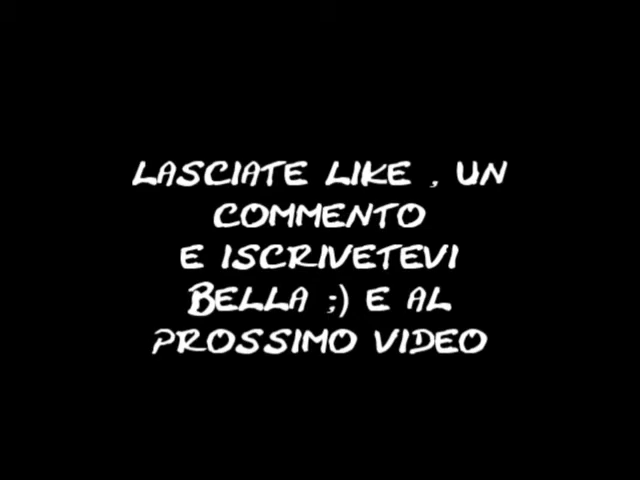 LASCIATE LIKE , UN
COMMENTO
E ISCRIVETEVI
BELLA ;) E AL
PROSSIMO VIDEO